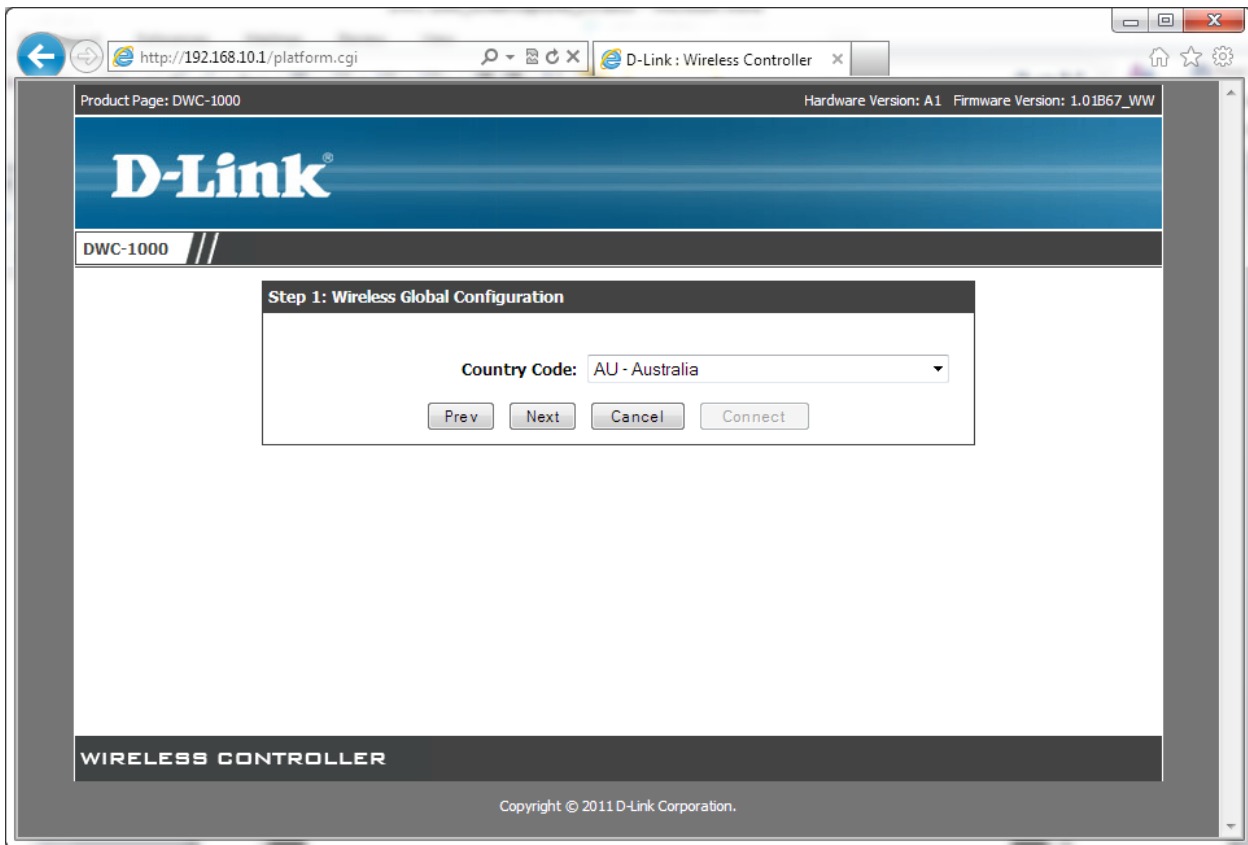 http://192.168.10.1/platform.cgi
D-Link : Wireless Controller
Product Page: DWC-1000
Hardware Version: A1 Firmware Version: 1.01B67_WW
D-Link®
DWC-1000
Step 1: Wireless Global Configuration
Country Code: AU - Australia
Prev Next Cancel Connect
WIRELESS CONTROLLER
Copyright © 2011 D-Link Corporation.